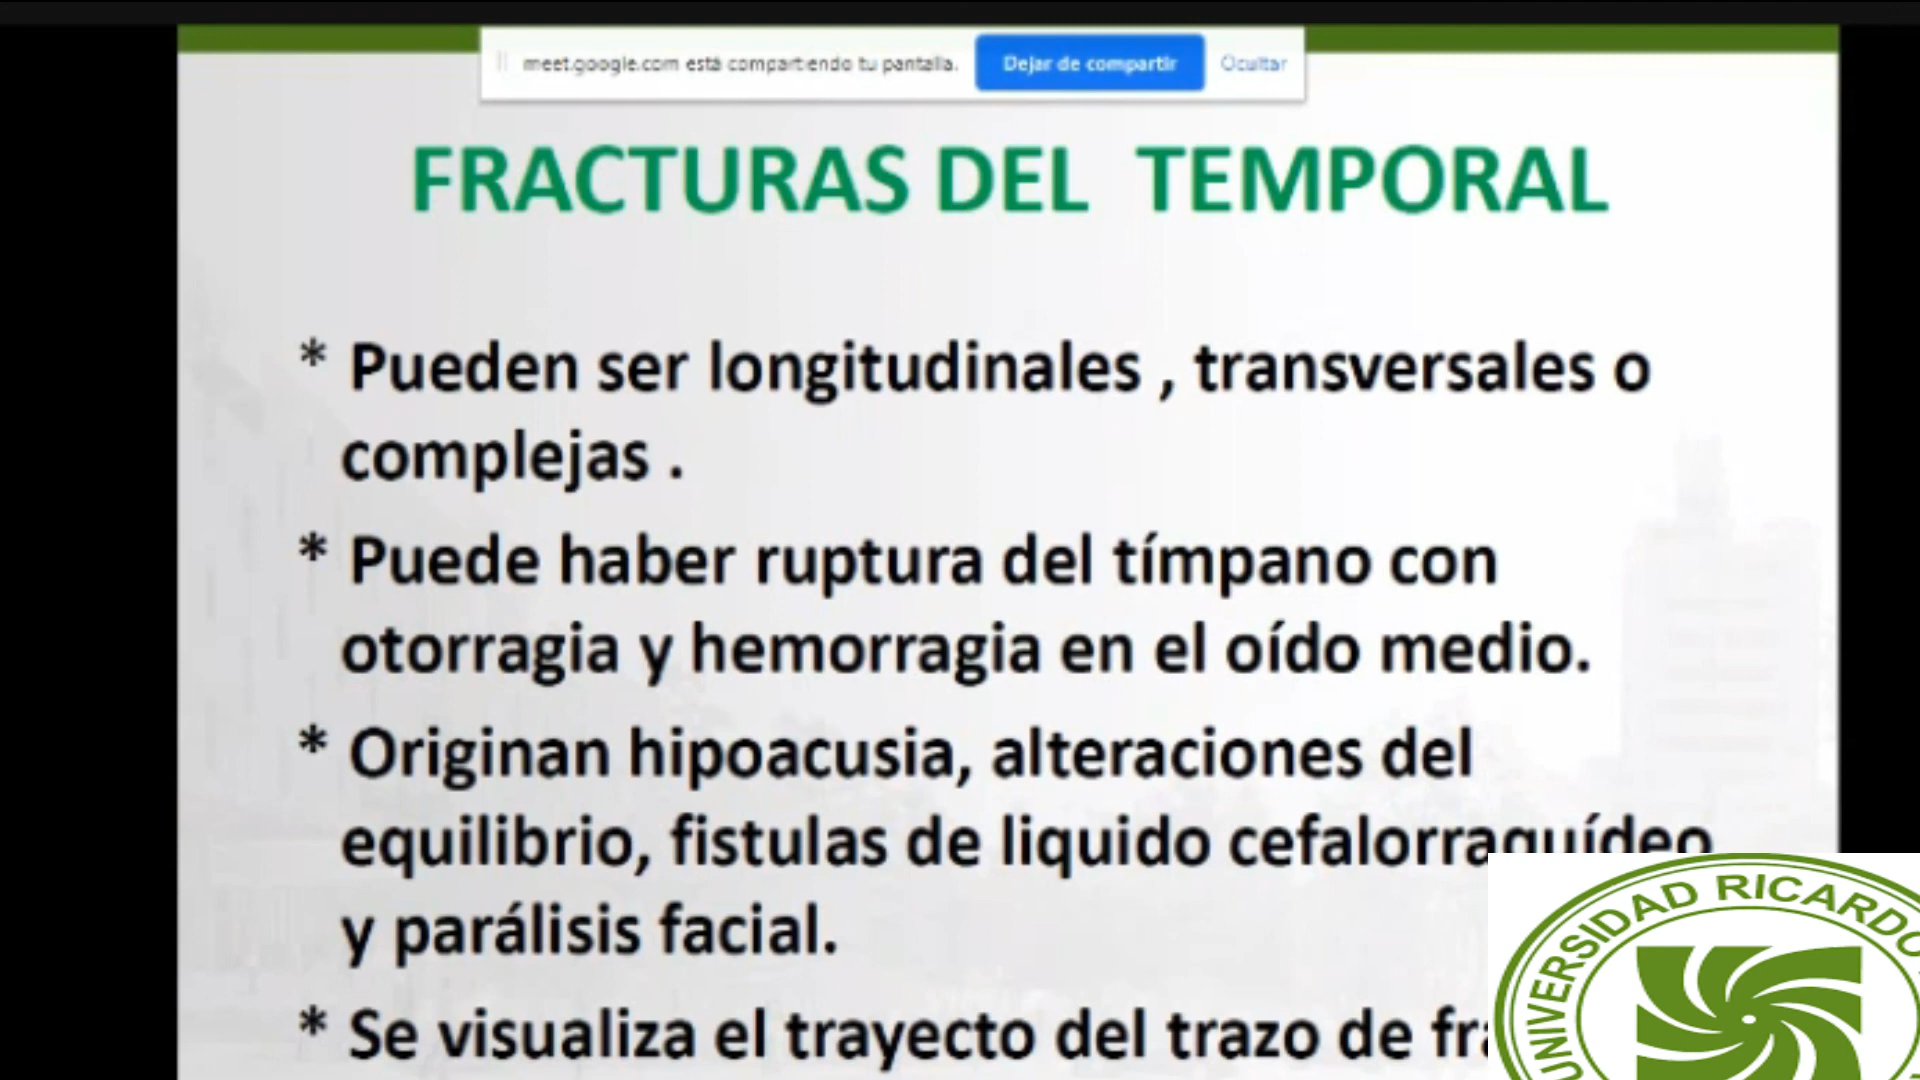 meet.google.com está compartiendo tu pantalla. Dejar de compartir Ocultar
FRACTURAS DEL TEMPORAL
* Pueden ser longitudinales , transversales o
complejas .
* Puede haber ruptura del tímpano con
otorragia y hemorragia en el oído medio.
* Originan hipoacusia, alteraciones del
equilibrio, fistulas de liquido cefalorraquídeo
y parálisis facial.
* Se visualiza el trayecto del trazo de
UNIVERSIDAD RICARDO